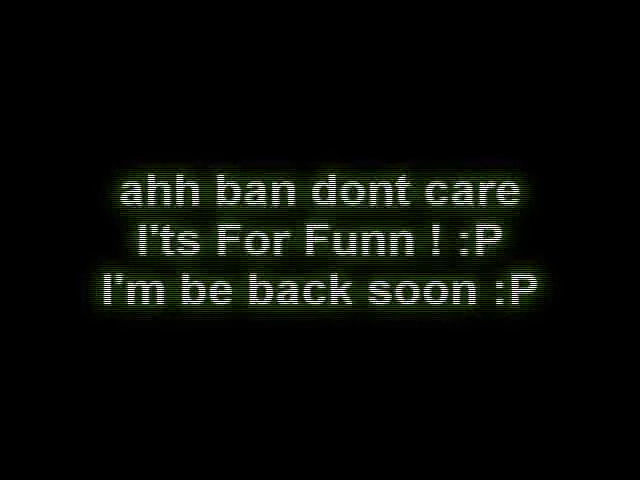 ahh ban dont care
I'ts For Funn ! :P
I'm be back soon :P